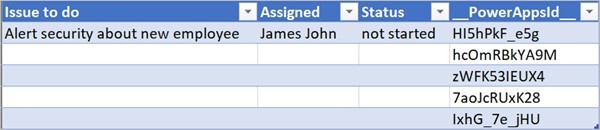 Issue to do Assigned Status __PowerAppsId__
Alert security about new employee James John not started HI5hPkF_e5g
hcOmRBkYA9M
zWFK53IEUX4
7aoJcRUxK28
IxhG_7e_jHU